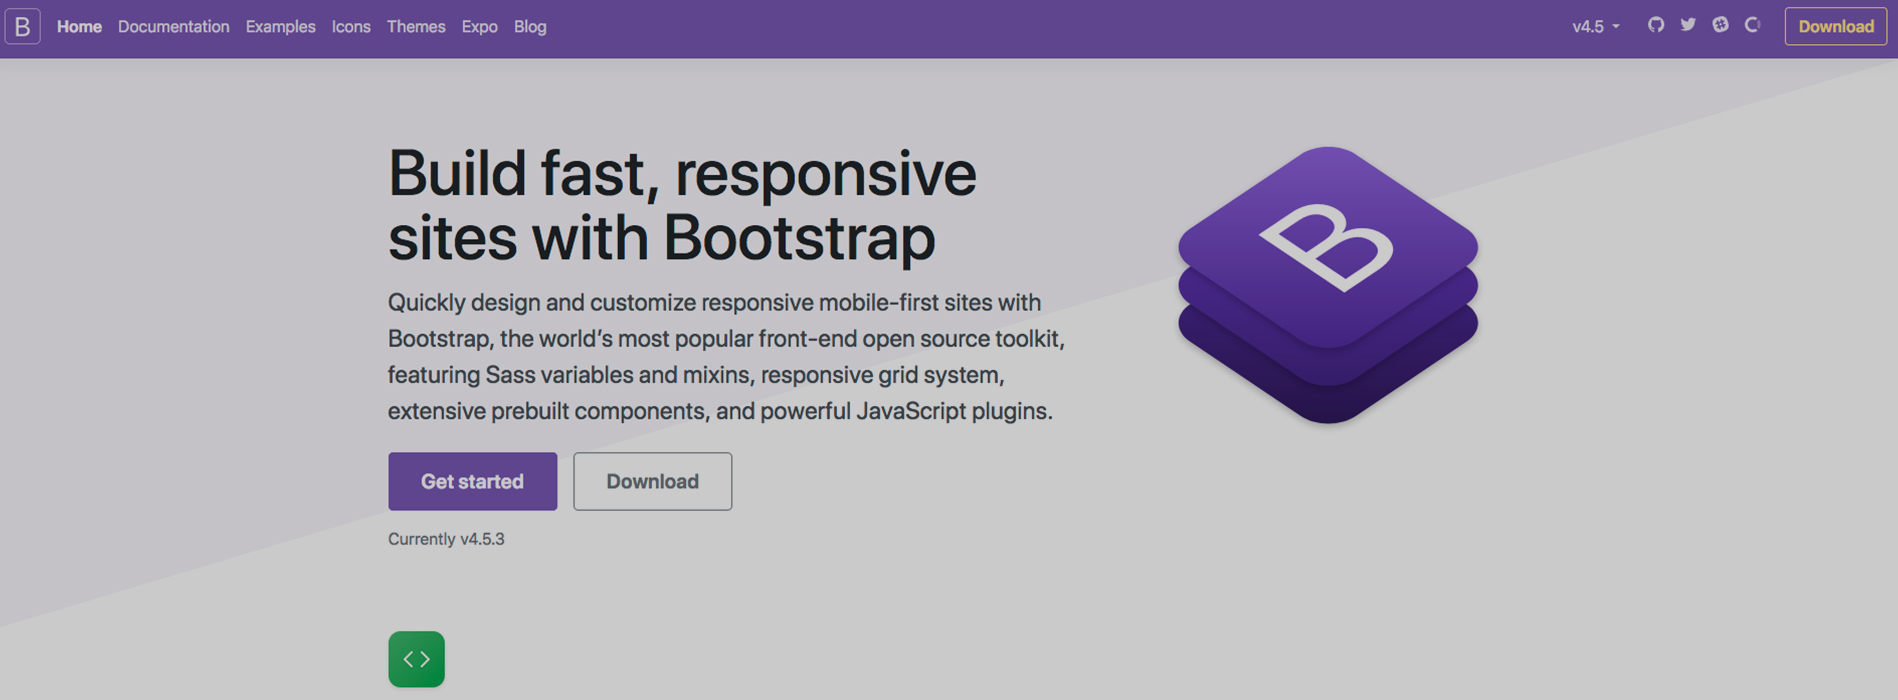 B
Home Documentation Examples Icons Themes Expo Blog v4.5 Download
Build fast, responsive
sites with Bootstrap
B
Quickly design and customize responsive mobile-first sites with
Bootstrap, the world’s most popular front-end open source toolkit,
featuring Sass variables and mixins, responsive grid system,
extensive prebuilt components, and powerful JavaScript plugins.
Get started Download
Currently v4.5.3